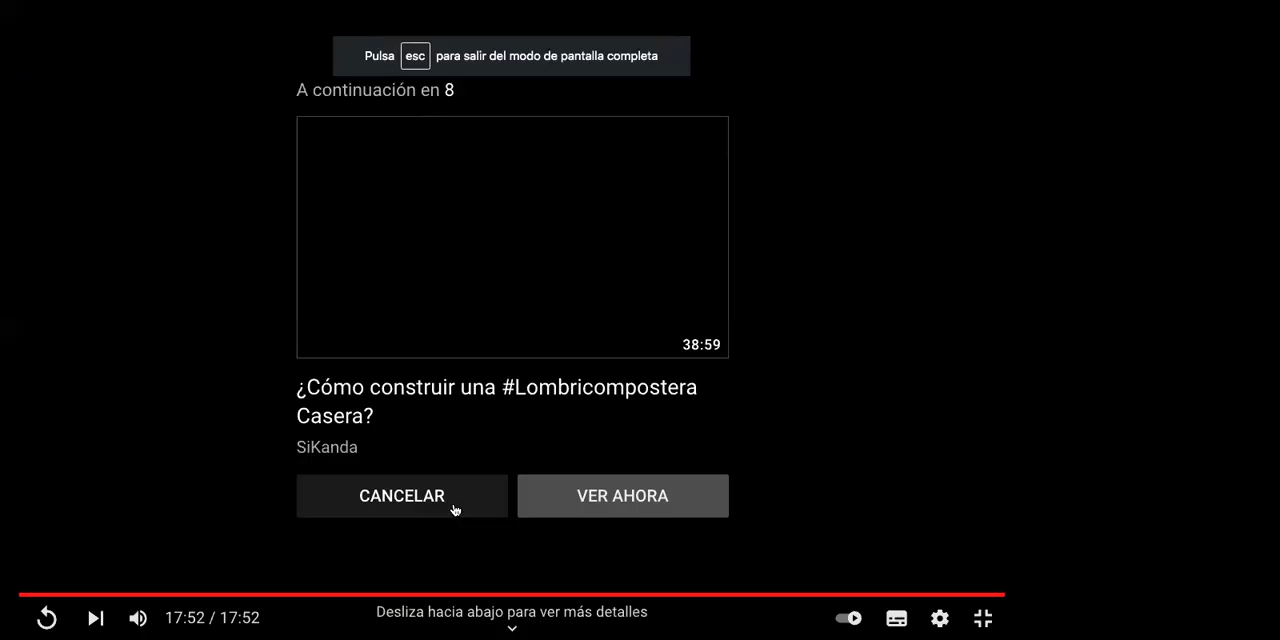 Pulsa esc para salir del modo de pantalla completa
A continuación en 8
38:59
¿Cómo construir una #Lombricompostera
Casera?
SiKanda
CANCELAR VER AHORA
17:52 / 17:52 Desliza hacia abajo para ver más detalles